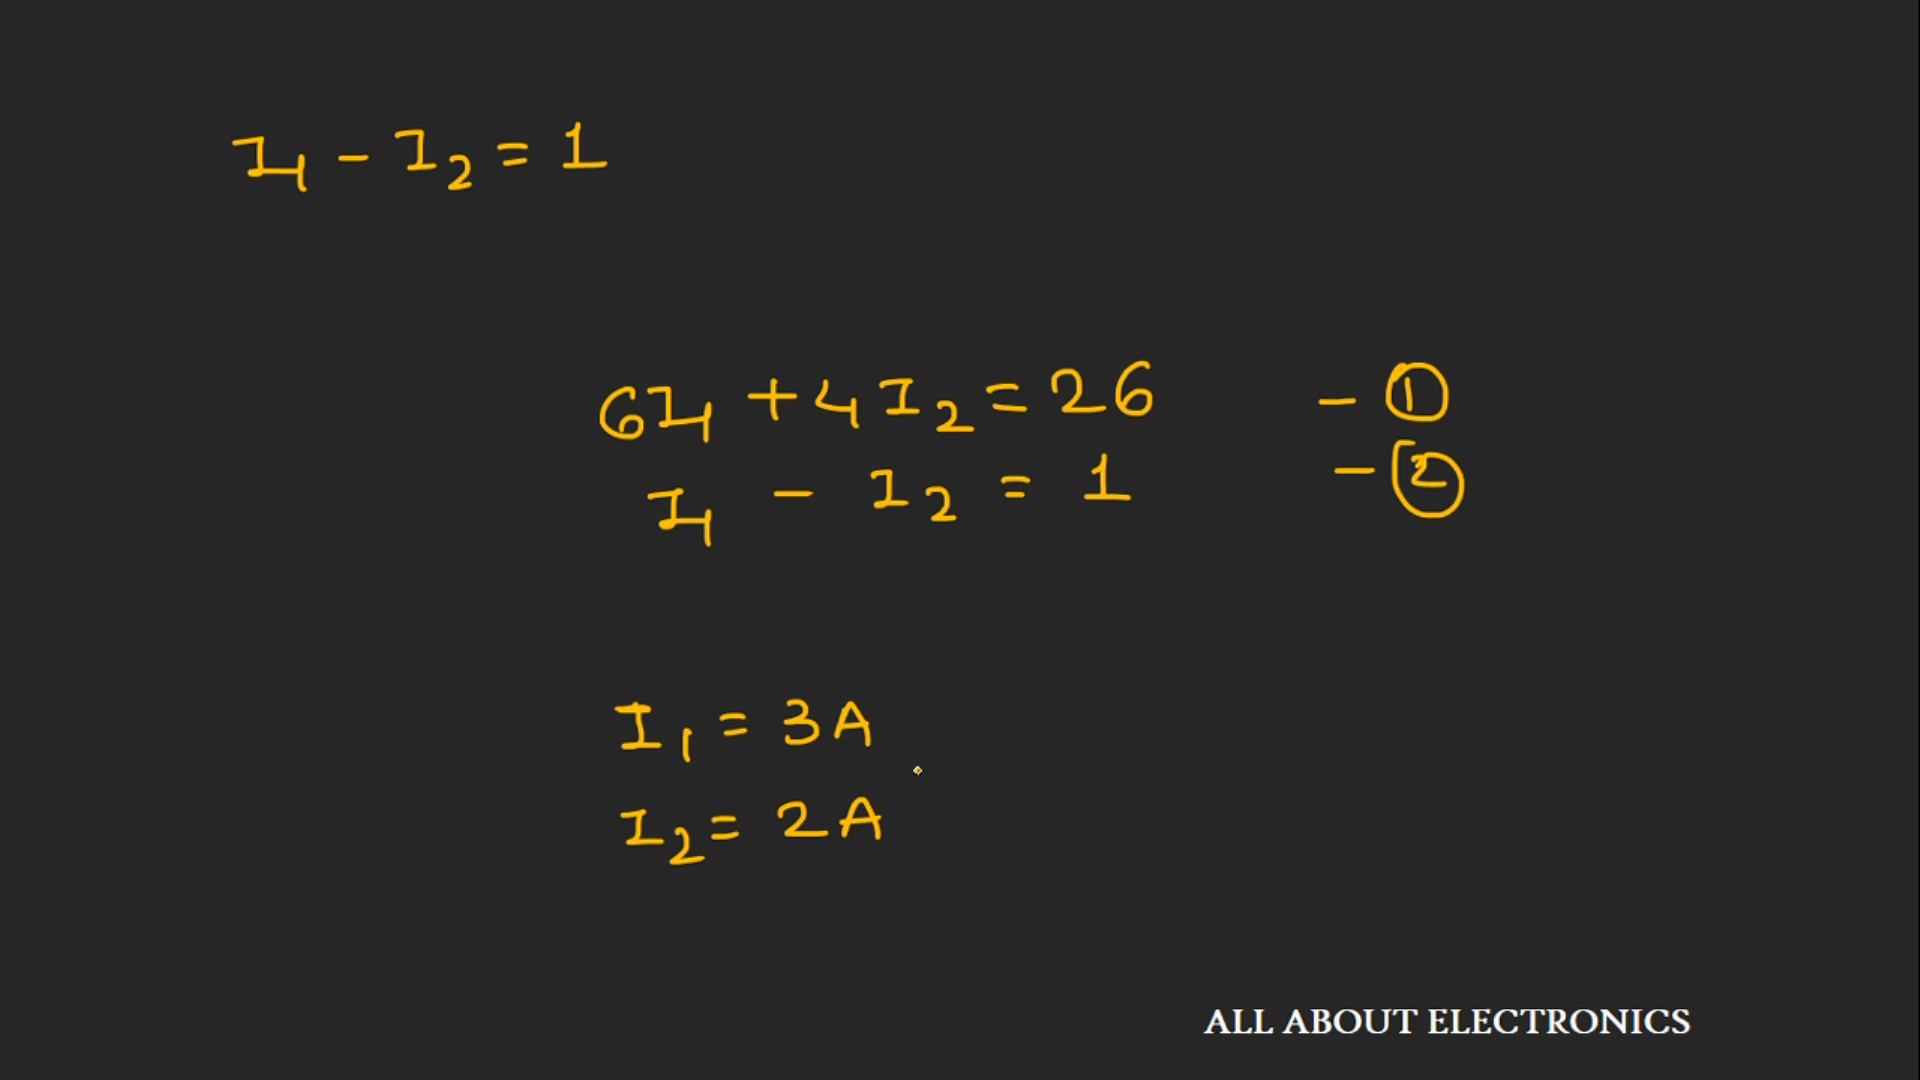 I₁ - I₂ = 1
6I₁ + 4I₂ = 26 - ①
I₁ - I₂ = 1 - ②
I₁ = 3A
I₂ = 2A
ALL ABOUT ELECTRONICS